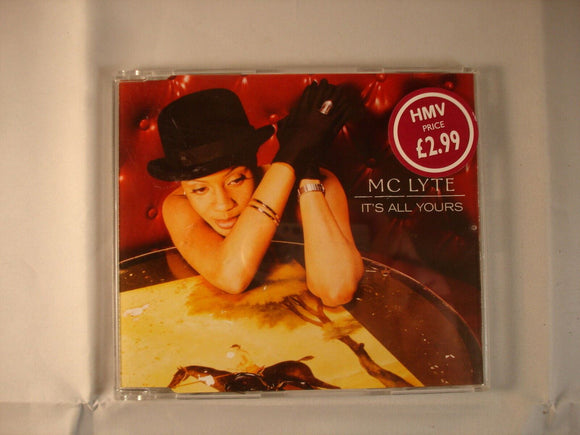 HMV
PRICE
£2.99
MC LYTE
IT'S ALL YOURS